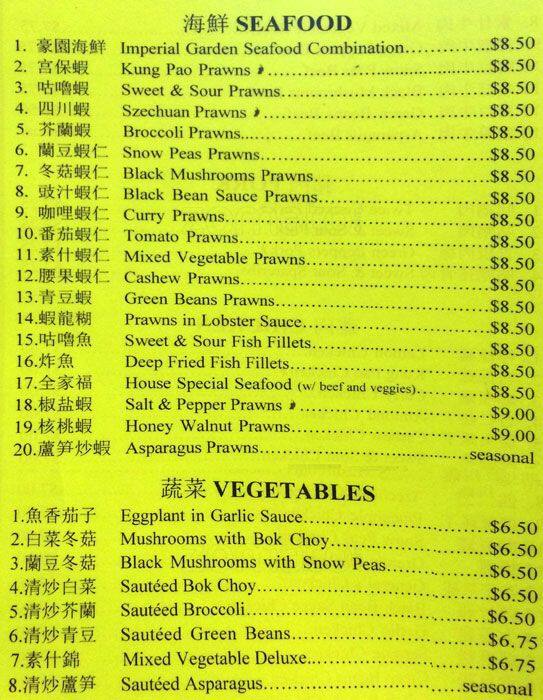 海鮮 SEAFOOD
1. 豪園海鮮 Imperial Garden Seafood Combination.....................$8.50
2. 宫保蝦 Kung Pao Prawns .....................$8.50
3. 咕嚕蝦 Sweet & Sour Prawns.....................$8.50
4. 四川蝦 Szechuan Prawns .....................$8.50
5. 芥蘭蝦 Broccoli Prawns.....................$8.50
6. 蘭豆蝦仁 Snow Peas Prawns.....................$8.50
7. 冬菇蝦仁 Black Mushrooms Prawns.....................$8.50
8. 豉汁蝦仁 Black Bean Sauce Prawns.....................$8.50
9. 咖哩蝦仁 Curry Prawns.....................$8.50
10.番茄蝦仁 Tomato Prawns.....................$8.50
11.素什蝦仁 Mixed Vegetable Prawns.....................$8.50
12.腰果蝦仁 Cashew Prawns.....................$8.50
13.青豆蝦 Green Beans Prawns.....................$8.50
14.蝦龍糊 Prawns in Lobster Sauce.....................$8.50
15.咕嚕魚 Sweet & Sour Fish Fillets.....................$8.50
16.炸魚 Deep Fried Fish Fillets.....................$8.50
17.全家福 House Special Seafood (w/ beef and veggies).....................$8.50
18.椒盐蝦 Salt & Pepper Prawns .....................$9.00
19.核桃蝦 Honey Walnut Prawns.....................$9.00
20.蘆笋炒蝦 Asparagus Prawns.....................seasonal
蔬菜 VEGETABLES
1.魚香茄子 Eggplant in Garlic Sauce.....................$6.50
2.白菜冬菇 Mushrooms with Bok Choy.....................$6.50
3.蘭豆冬菇 Black Mushrooms with Snow Peas.....................$6.50
4.清炒白菜 Sautéed Bok Choy.....................$6.50
5.清炒芥蘭 Sautéed Broccoli.....................$6.50
6.清炒青豆 Sautéed Green Beans.....................$6.75
7.素什錦 Mixed Vegetable Deluxe.....................$6.75
8.清炒蘆笋 Sautéed Asparagus.....................seasonal